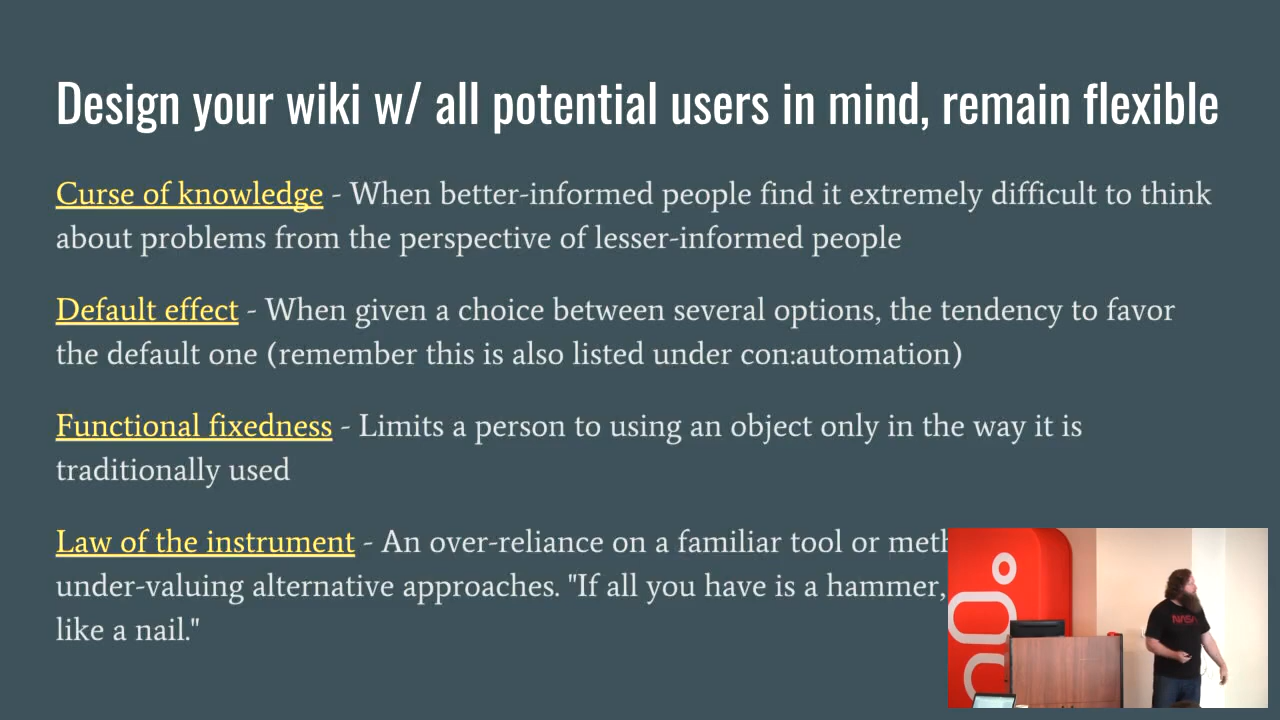 Design your wiki w/ all potential users in mind, remain flexible
Curse of knowledge - When better-informed people find it extremely difficult to think
about problems from the perspective of lesser-informed people
Default effect - When given a choice between several options, the tendency to favor
the default one (remember this is also listed under con:automation)
Functional fixedness - Limits a person to using an object only in the way it is
traditionally used
Law of the instrument - An over-reliance on a familiar tool or meth
under-valuing alternative approaches. "If all you have is a hammer,
like a nail."
NASA